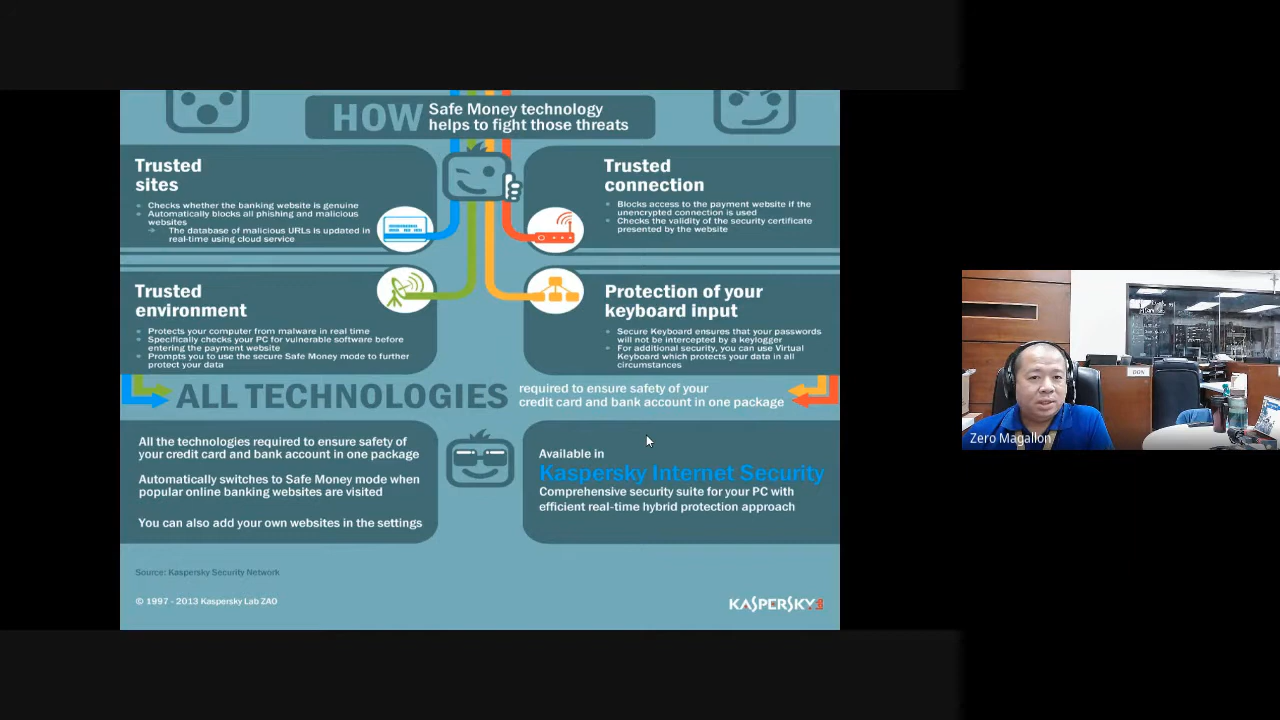 HOW
Safe Money technology
helps to fight those threats
Trusted
sites
Checks whether the banking website is genuine
Automatically blocks all phishing and malicious
websites
The database of malicious URLs is updated in
real-time using cloud service
Trusted
connection
Blocks access to the payment website if the
unencrypted connection is used
Checks the validity of the security certificate
presented by the website
Trusted
environment
Protects your computer from malware in real time
Specifically checks your PC for vulnerable software before
entering the payment website
Prompts you to use the secure Safe Money mode to further
protect your data
Protection of your
keyboard input
Secure Keyboard ensures that your passwords
will not be intercepted by a keylogger
For additional security, you can use Virtual
Keyboard which protects your data in all
circumstances
ALL TECHNOLOGIES
required to ensure safety of your
credit card and bank account in one package
All the technologies required to ensure safety of
your credit card and bank account in one package
Automatically switches to Safe Money mode when
popular online banking websites are visited
You can also add your own websites in the settings
Available in
Kaspersky Internet Security
Comprehensive security suite for your PC with
efficient real-time hybrid protection approach
Source: Kaspersky Security Network
© 1997 - 2013 Kaspersky Lab ZAO
KASPERSKY
Zero Magallon